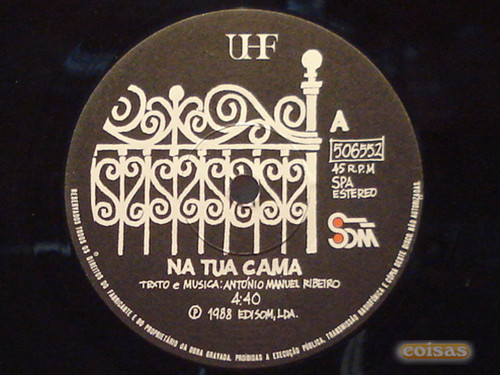 UHF
A
506552
45 R.P.M
SPA
ESTEREO
SDM
NA TUA CAMA
TEXTO e MUSICA: ANTÓNIO MANUEL RIBEIRO
4:40
Ⓟ 1988 EDISOM, LDA.
RESERVADOS TODOS OS DIREITOS DO FABRICANTE E DO PROPRIETÁRIO DA OBRA GRAVADA. PROIBIDAS A EXECUÇÃO PÚBLICA, TRANSMISSÃO RADIOFÓNICA E CÓPIA DESTE DISCO NÃO AUTORIZADAS.
coisas